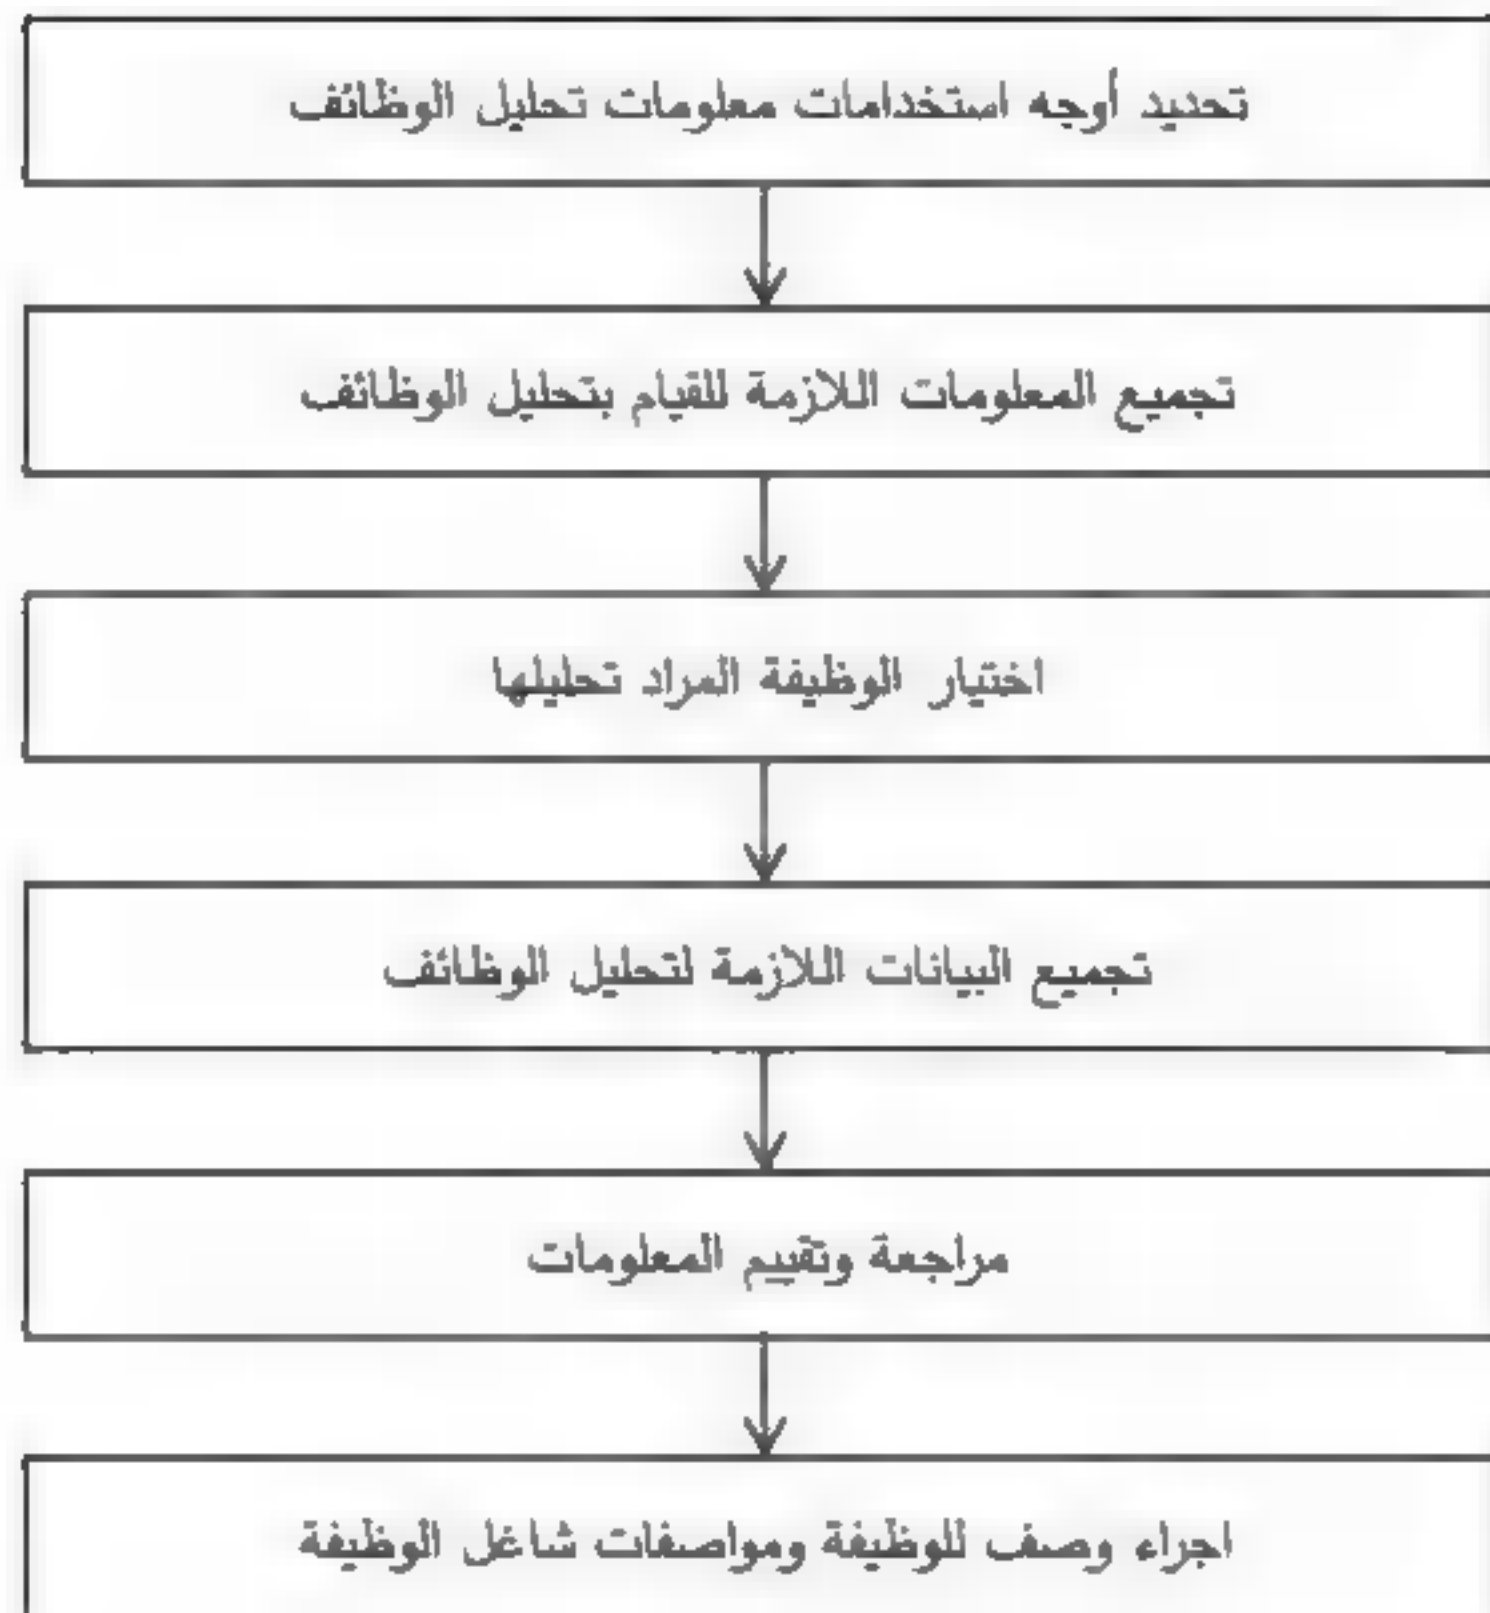 تحديد أوجه استخدامات معلومات تحليل الوظائف
تجميع المعلومات اللازمة للقيام بتحليل الوظائف
اختيار الوظيفة المراد تحليلها
تجميع البيانات اللازمة لتحليل الوظائف
مراجعة وتقييم المعلومات
اجراء وصف للوظيفة ومواصفات شاغل الوظيفة